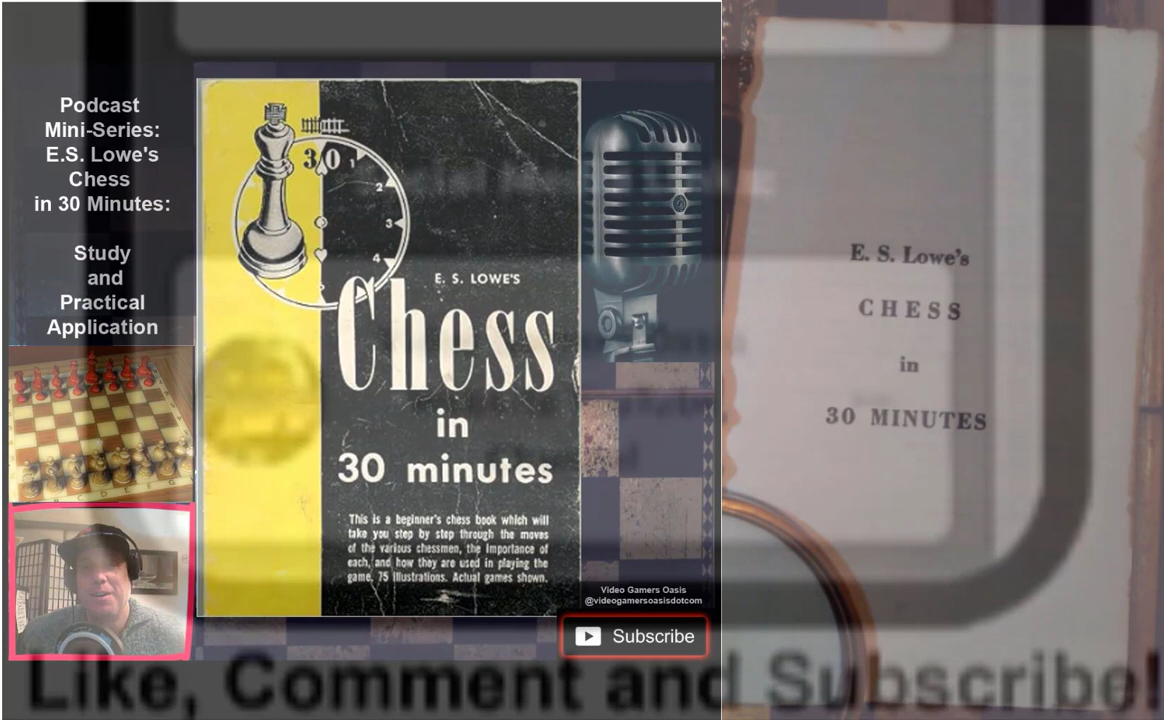 Podcast
Mini-Series:
E.S. Lowe's
Chess
in 30 Minutes:
Study
and
Practical
Application
30
1
2
3
4
E. S. LOWE'S
Chess
in
30 minutes
This is a beginner's chess book which will
take you step by step through the moves
of the various chessmen, the importance of
each, and how they are used in playing the
game. 75 illustrations. Actual games shown.
Video Gamers Oasis
@videogamersoasisdotcom
Subscribe
E. S. Lowe's
CHESS
in
30 MINUTES
Like, Comment and Subscribe!